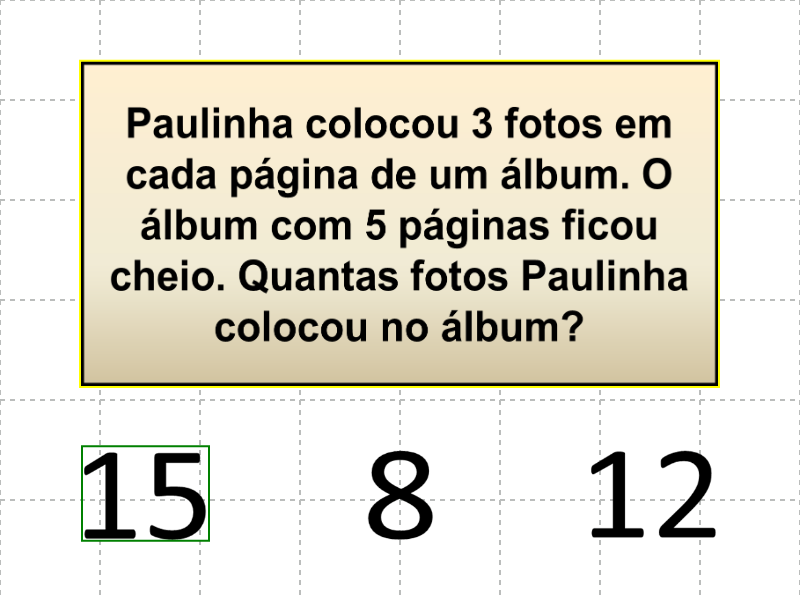 Paulinha colocou 3 fotos em
cada página de um álbum. O
álbum com 5 páginas ficou
cheio. Quantas fotos Paulinha
colocou no álbum?
15 8 12